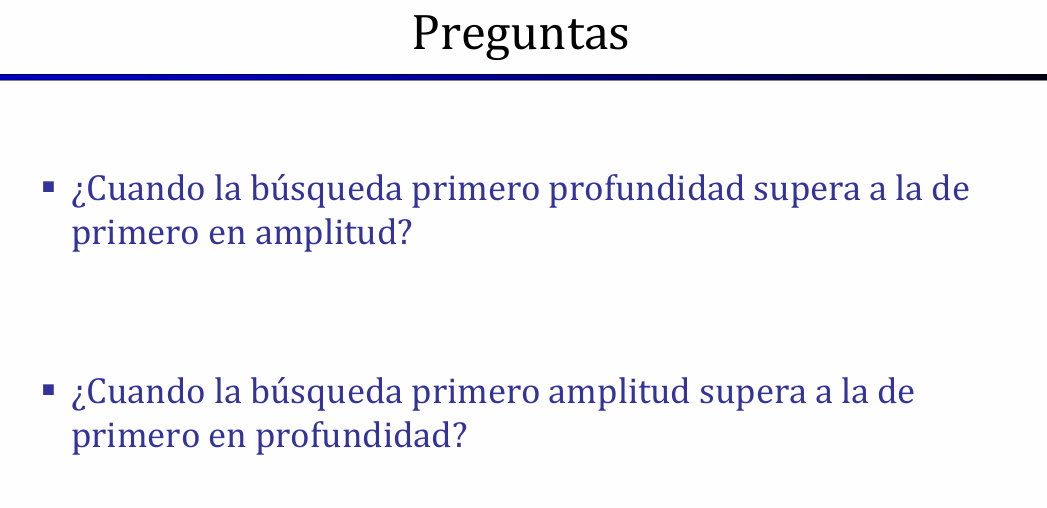 Preguntas
▪ ¿Cuando la búsqueda primero profundidad supera a la de
primero en amplitud?
▪ ¿Cuando la búsqueda primero amplitud supera a la de
primero en profundidad?